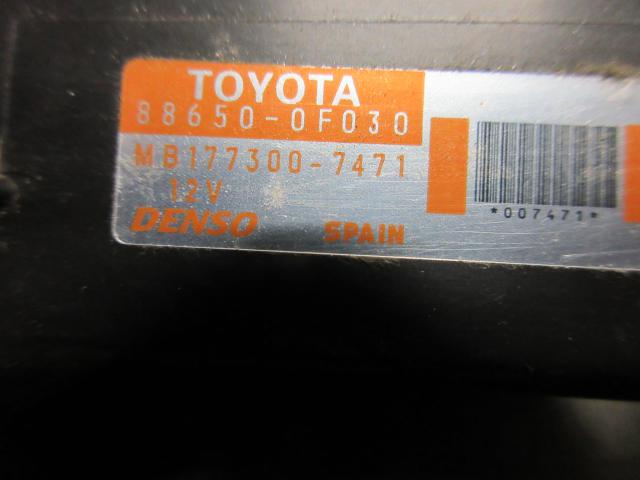 TOYOTA
88650-0F030
MB177300-7471
12V
DENSO SPAIN
*007471*